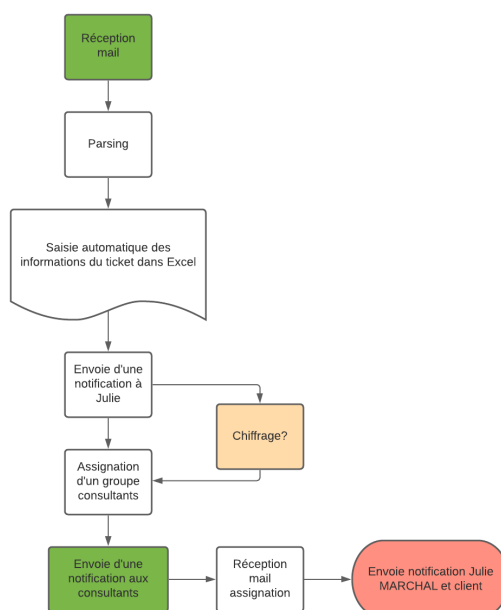 Réception
mail
Parsing
Saisie automatique des
informations du ticket dans Excel
Envoie d'une
notification à
Julie
Chiffrage?
Assignation
d'un groupe
consultants
Envoie d'une
notification aux
consultants
Réception
mail
assignation
Envoie notification Julie
MARCHAL et client